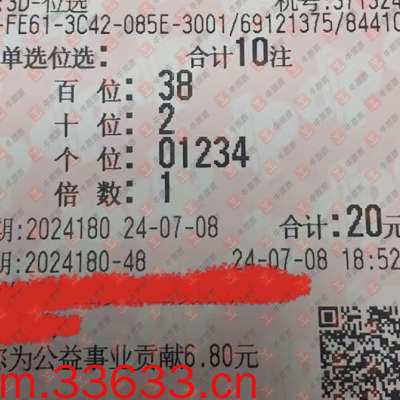 :3D-位选 机号:371324
-FE61-3C42-085E-3001/69121375/84410
单选位选: 合计10注
百 位:38
十 位:2
个 位:01234
倍 数:1
期:2024180 24-07-08 合计:20元
期:2024180-48 24-07-08 18:52
您为公益事业贡献6.80元
m.33633.cn